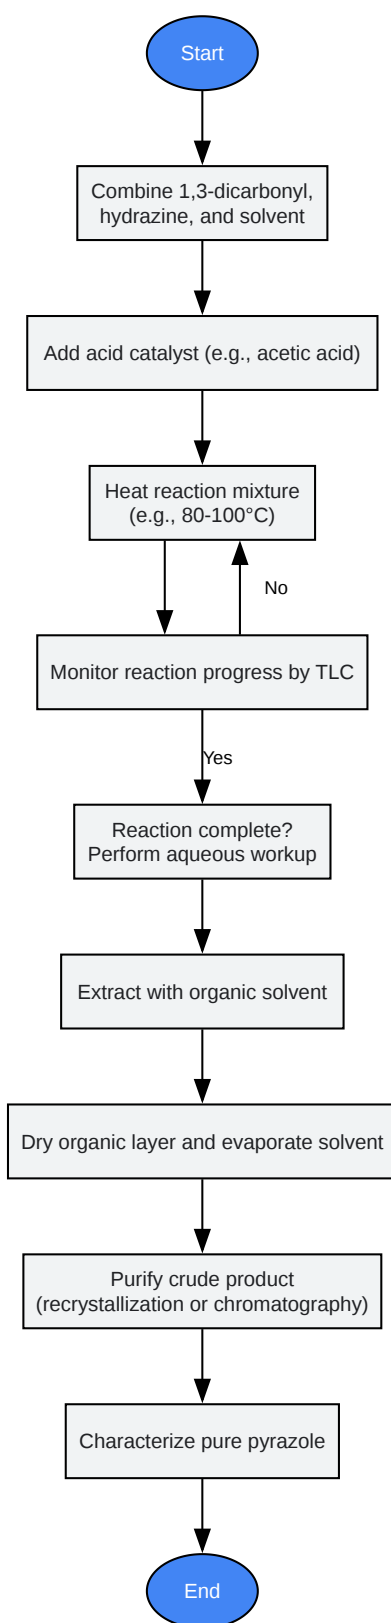 Start
Combine 1,3-dicarbonyl,
hydrazine, and solvent
Add acid catalyst (e.g., acetic acid)
Heat reaction mixture
(e.g., 80-100°C)
No
Monitor reaction progress by TLC
Yes
Reaction complete?
Perform aqueous workup
Extract with organic solvent
Dry organic layer and evaporate solvent
Purify crude product
(recrystallization or chromatography)
Characterize pure pyrazole
End